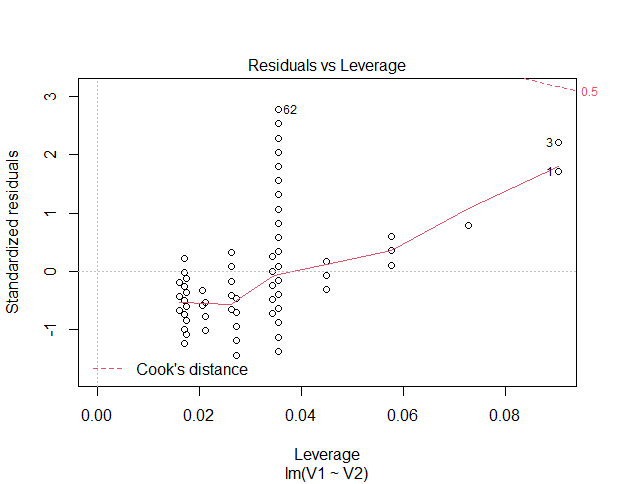 Residuals vs Leverage
Standardized residuals
3
2
1
0
-1
62
3
1
0.5
Cook's distance
0.00
0.02
0.04
0.06
0.08
Leverage
lm(V1 ~ V2)